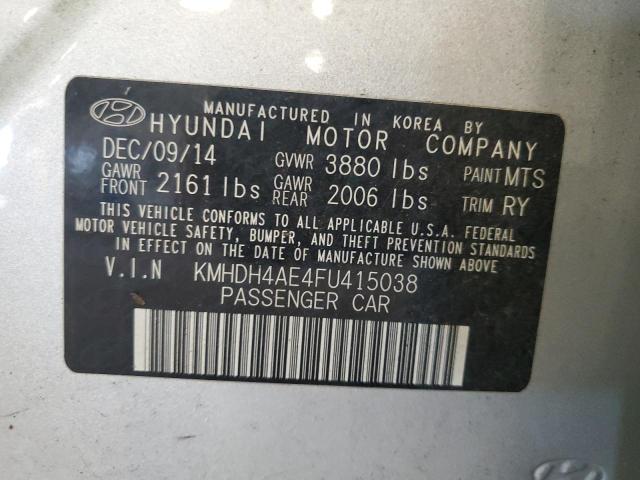 MANUFACTURED IN KOREA BY
HYUNDAI MOTOR COMPANY
DEC/09/14 GVWR 3880 lbs PAINT MTS
GAWR FRONT 2161 lbs GAWR REAR 2006 lbs TRIM RY
THIS VEHICLE CONFORMS TO ALL APPLICABLE U.S.A. FEDERAL
MOTOR VEHICLE SAFETY, BUMPER, AND THEFT PREVENTION STANDARDS
IN EFFECT ON THE DATE OF MANUFACTURE SHOWN ABOVE
V.I.N KMHDH4AE4FU415038
PASSENGER CAR